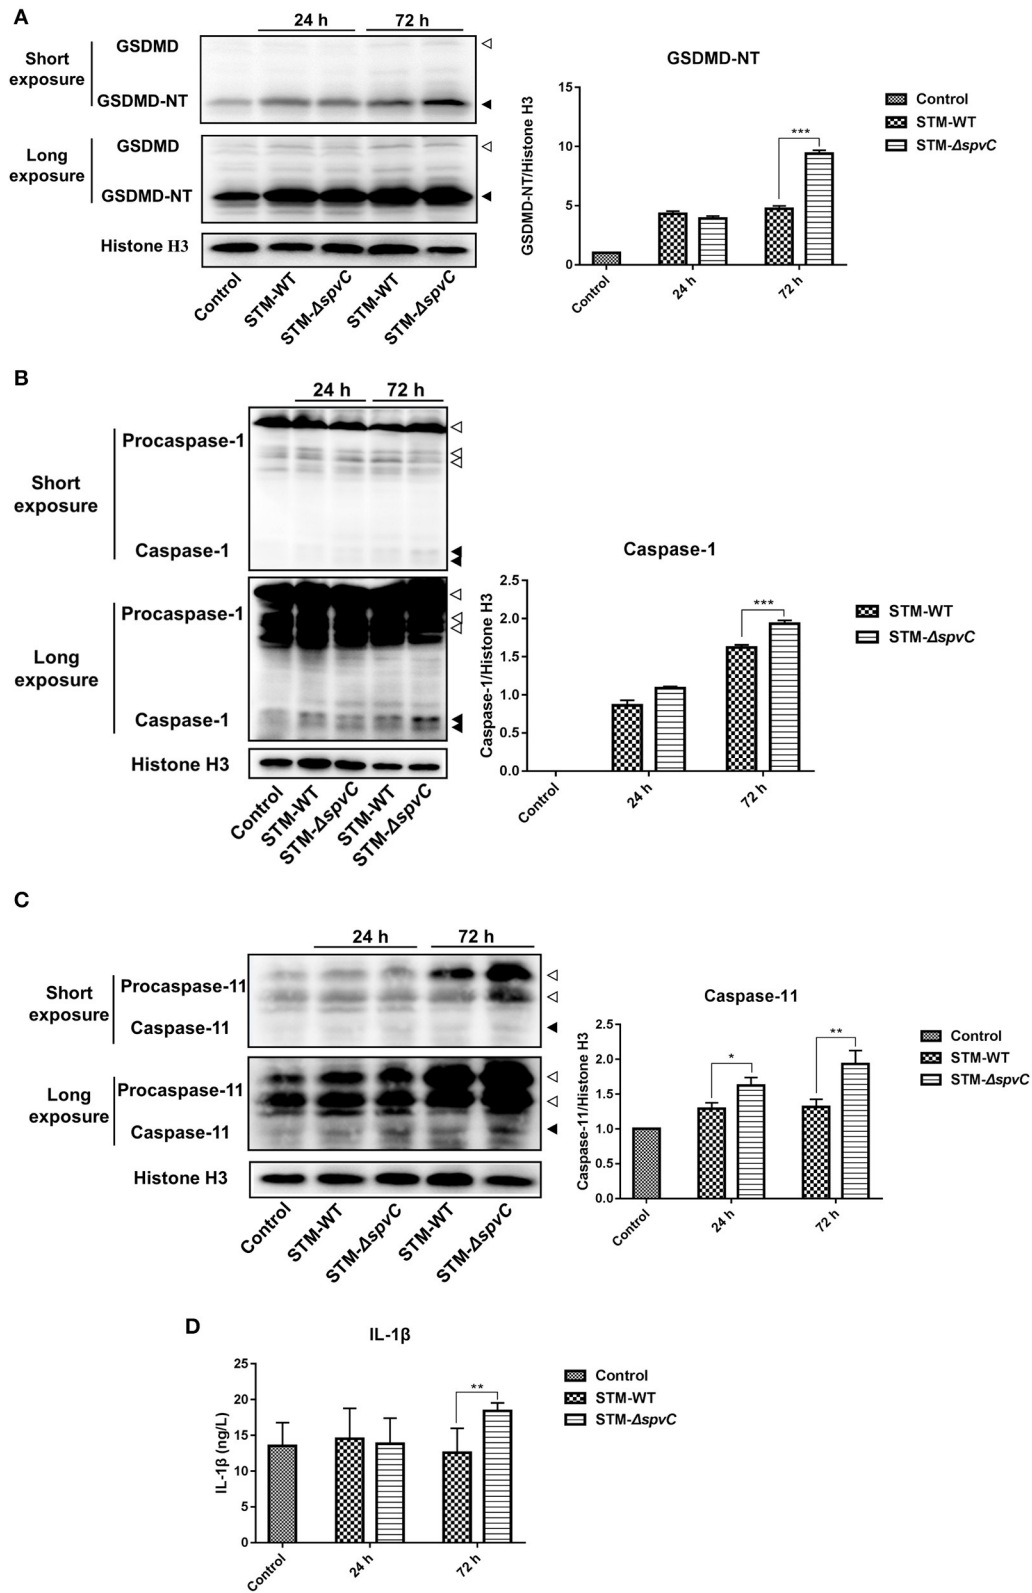 A
24 h 72 h
Short exposure
GSDMD
GSDMD-NT
Long exposure
GSDMD
GSDMD-NT
Histone H3
Control
STM-WT
STM-ΔspvC
STM-WT
STM-ΔspvC
GSDMD-NT
GSDMD-NT/Histone H3
15
10
5
0
***
Control
24 h
72 h
Control
STM-WT
STM-ΔspvC
B
24 h 72 h
Short exposure
Procaspase-1
Caspase-1
Long exposure
Procaspase-1
Caspase-1
Histone H3
Control
STM-WT
STM-ΔspvC
STM-WT
STM-ΔspvC
Caspase-1
Caspase-1/Histone H3
2.5
2.0
1.5
1.0
0.5
0.0
***
Control
24 h
72 h
STM-WT
STM-ΔspvC
C
24 h 72 h
Short exposure
Procaspase-11
Caspase-11
Long exposure
Procaspase-11
Caspase-11
Histone H3
Control
STM-WT
STM-ΔspvC
STM-WT
STM-ΔspvC
Caspase-11
Caspase-11/Histone H3
2.5
2.0
1.5
1.0
0.5
0.0
*
**
Control
24 h
72 h
Control
STM-WT
STM-ΔspvC
D
IL-1β
IL-1β (ng/L)
25
20
15
10
5
0
**
Control
24 h
72 h
Control
STM-WT
STM-ΔspvC